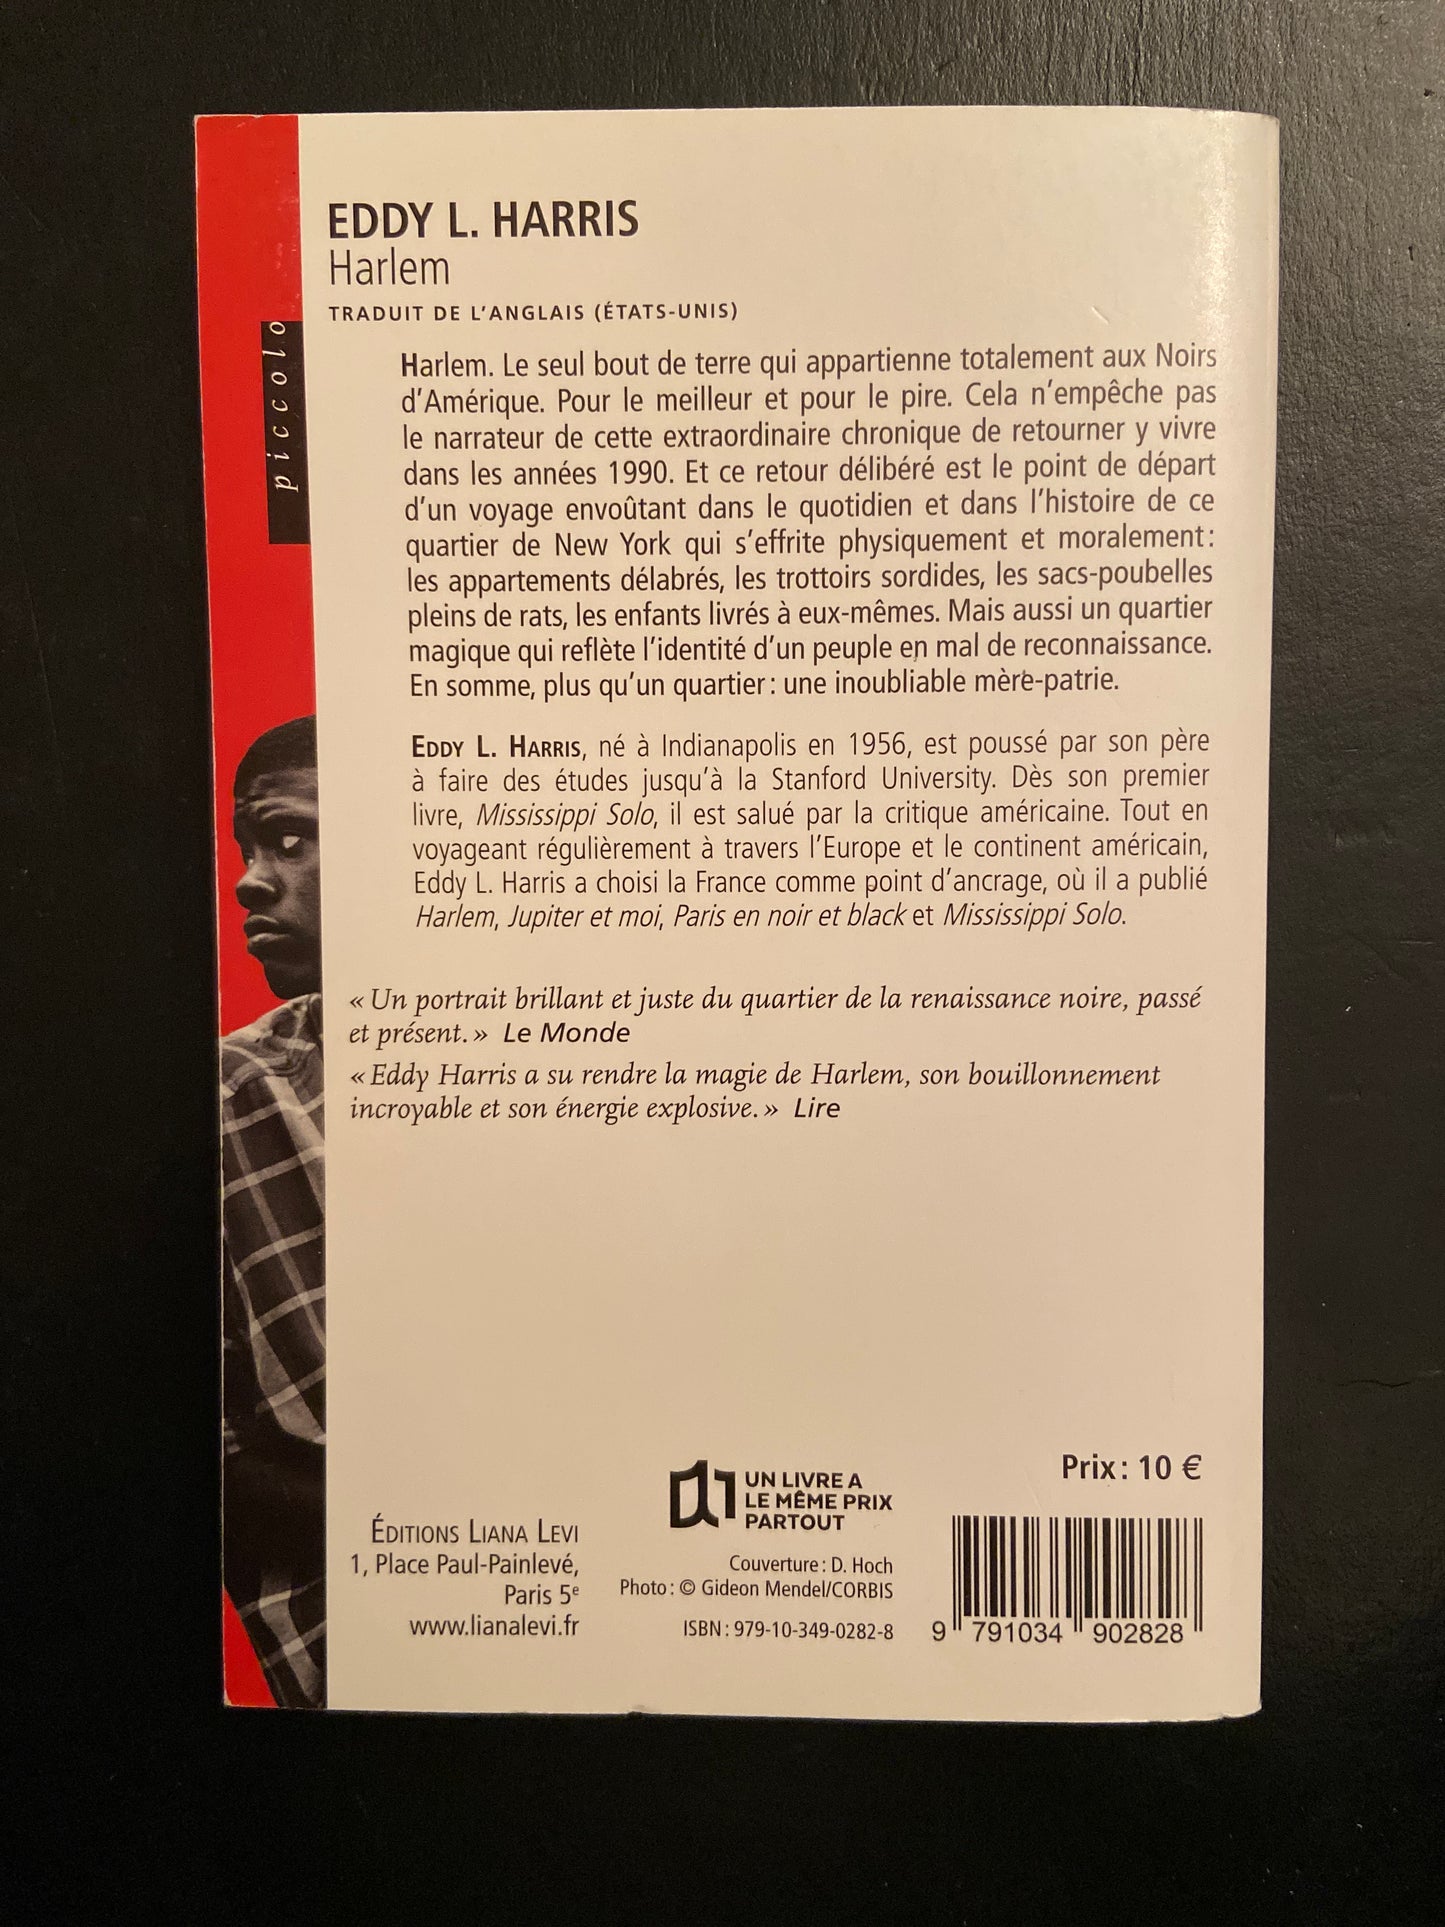 piccolo
EDDY L. HARRIS
Harlem
TRADUIT DE L'ANGLAIS (ÉTATS-UNIS)
Harlem. Le seul bout de terre qui appartienne totalement aux Noirs
d'Amérique. Pour le meilleur et pour le pire. Cela n'empêche pas
le narrateur de cette extraordinaire chronique de retourner y vivre
dans les années 1990. Et ce retour délibéré est le point de départ
d'un voyage envoûtant dans le quotidien et dans l'histoire de ce
quartier de New York qui s'effrite physiquement et moralement :
les appartements délabrés, les trottoirs sordides, les sacs-poubelles
pleins de rats, les enfants livrés à eux-mêmes. Mais aussi un quartier
magique qui reflète l'identité d'un peuple en mal de reconnaissance.
En somme, plus qu'un quartier : une inoubliable mère-patrie.
EDDY L. HARRIS, né à Indianapolis en 1956, est poussé par son père
à faire des études jusqu'à la Stanford University. Dès son premier
livre, Mississippi Solo, il est salué par la critique américaine. Tout en
voyageant régulièrement à travers l'Europe et le continent américain,
Eddy L. Harris a choisi la France comme point d'ancrage, où il a publié
Harlem, Jupiter et moi, Paris en noir et black et Mississippi Solo.
« Un portrait brillant et juste du quartier de la renaissance noire, passé
et présent. » Le Monde
« Eddy Harris a su rendre la magie de Harlem, son bouillonnement
incroyable et son énergie explosive. » Lire
ÉDITIONS LIANA LEVI
1, Place Paul-Painlevé,
Paris 5e
www.lianalevi.fr
UN LIVRE A
LE MÊME PRIX
PARTOUT
Couverture : D. Hoch
Photo : © Gideon Mendel/CORBIS
ISBN : 979-10-349-0282-8
Prix : 10 €
9 791034 902828